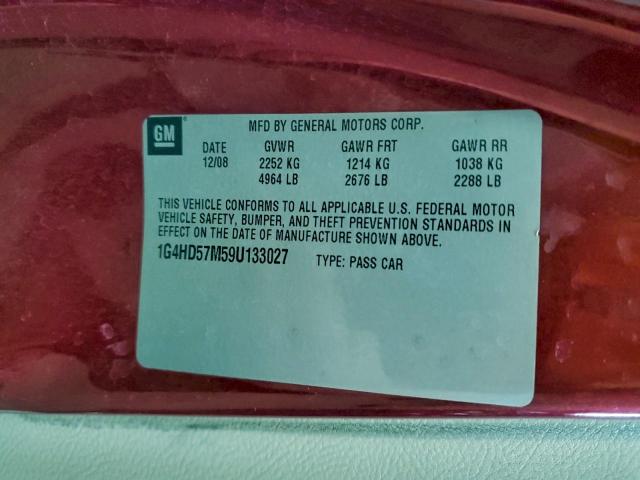 GM
MFD BY GENERAL MOTORS CORP.
DATE GVWR GAWR FRT GAWR RR
12/08 2252 KG 1214 KG 1038 KG
4964 LB 2676 LB 2288 LB
THIS VEHICLE CONFORMS TO ALL APPLICABLE U.S. FEDERAL MOTOR
VEHICLE SAFETY, BUMPER, AND THEFT PREVENTION STANDARDS IN
EFFECT ON THE DATE OF MANUFACTURE SHOWN ABOVE.
1G4HD57M59U133027 TYPE: PASS CAR